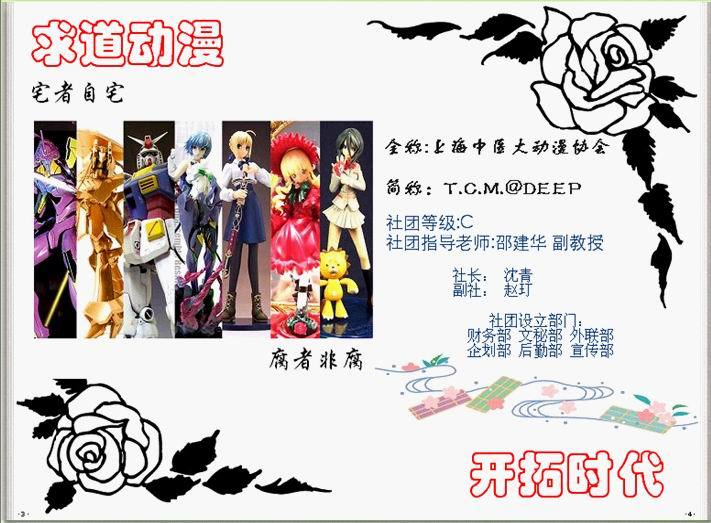 求道动漫
宅者自宅
腐者非腐
全称:上海中医大动漫协会
简称：T.C.M.@DEEP
社团等级:C
社团指导老师:邵建华 副教授
社长： 沈青
副社： 赵玎
社团设立部门：
财务部 文秘部 外联部
企划部 后勤部 宣传部
开拓时代
·3·
·4·